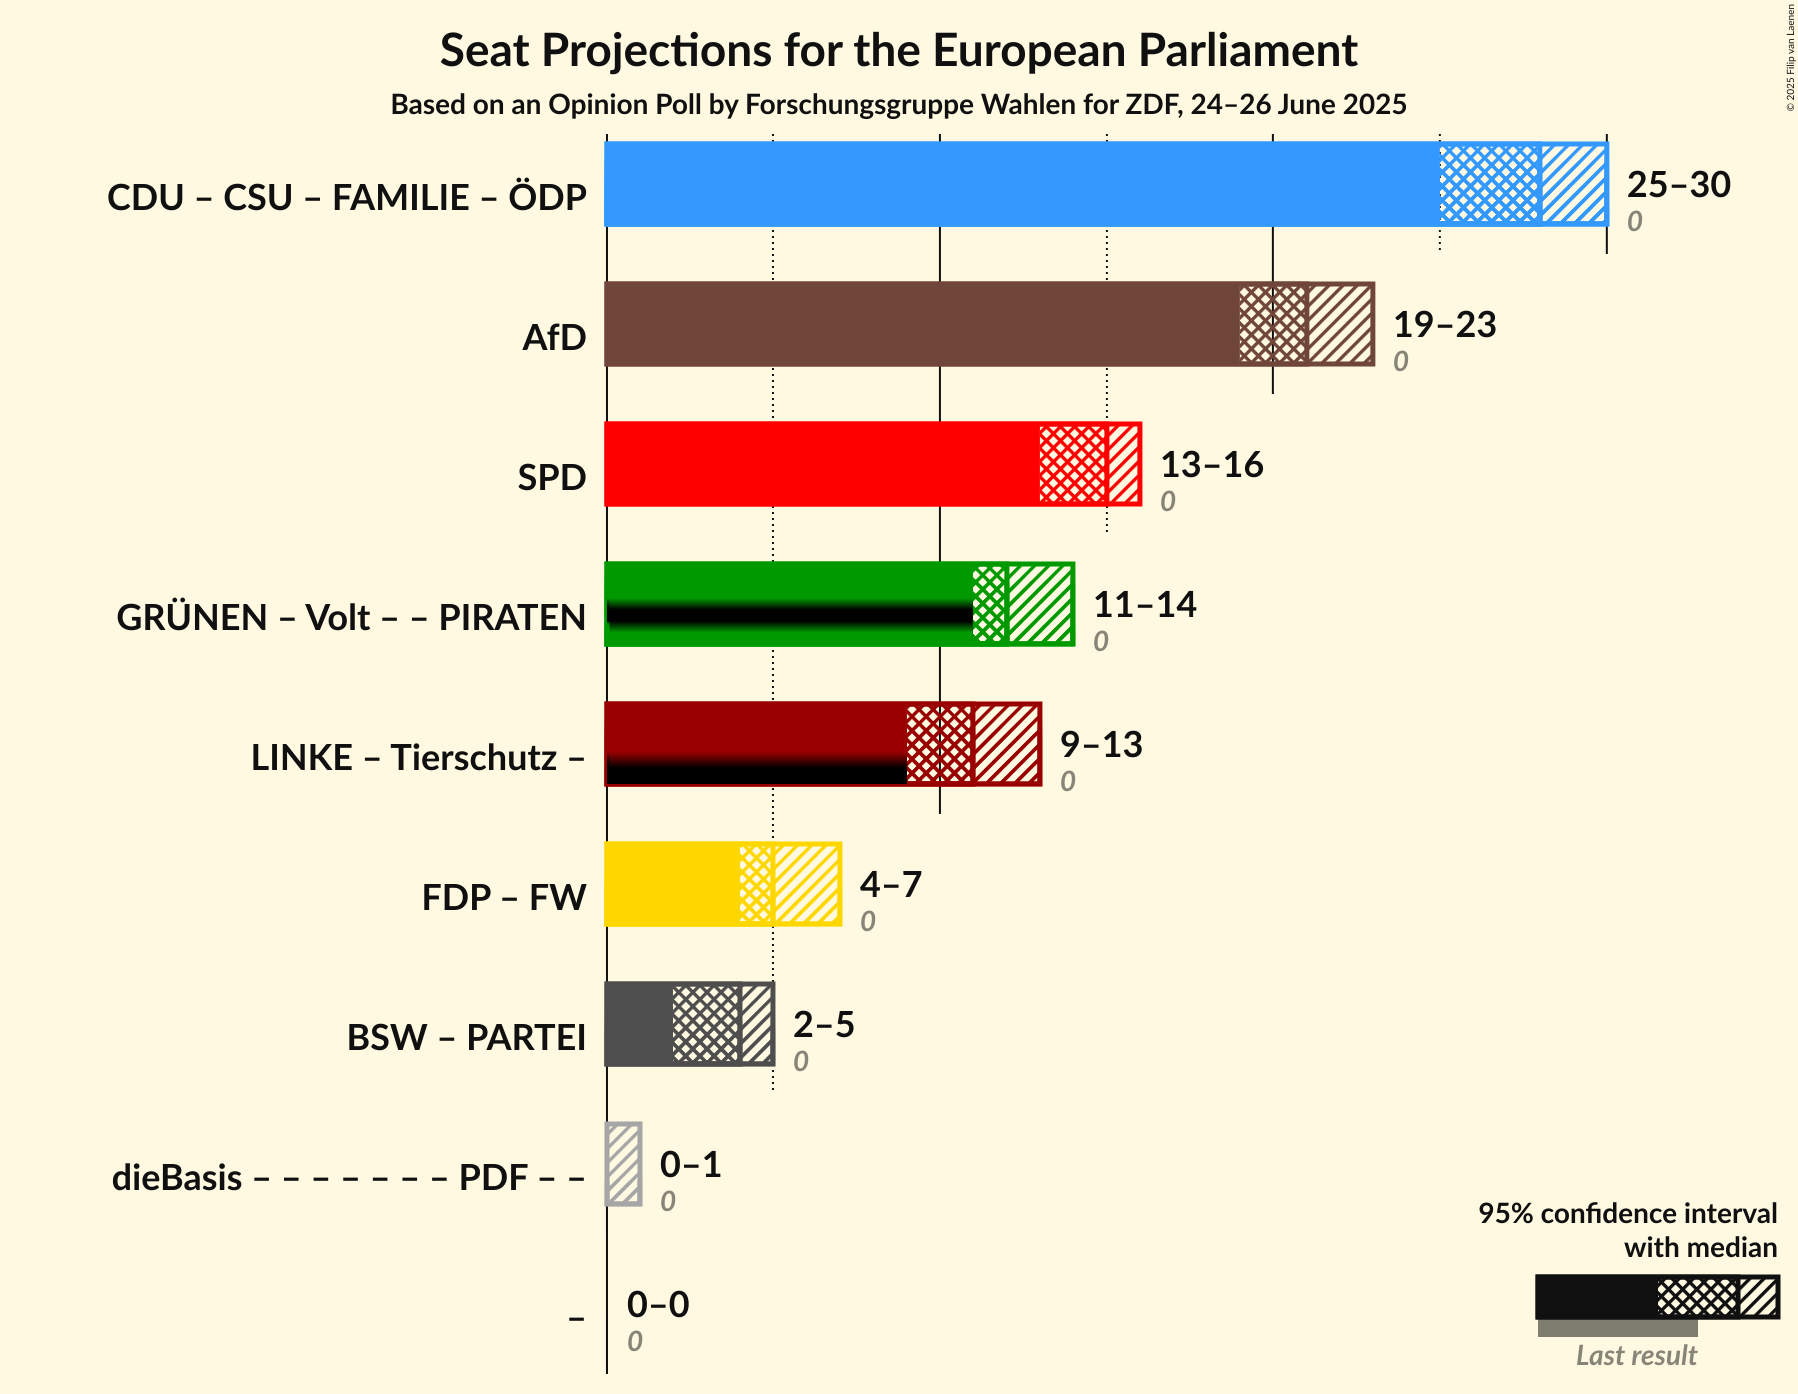 Seat Projections for the European Parliament
Based on an Opinion Poll by Forschungsgruppe Wahlen for ZDF, 24–26 June 2025
© 2025 Filip van Laenen
CDU – CSU – FAMILIE – ÖDP
25–30
0
AfD
19–23
0
SPD
13–16
0
GRÜNEN – Volt – – PIRATEN
11–14
0
LINKE – Tierschutz –
9–13
0
FDP – FW
4–7
0
BSW – PARTEI
2–5
0
dieBasis – – – – – – – PDF – –
0–1
0
–
0–0
0
95% confidence interval
with median
Last result